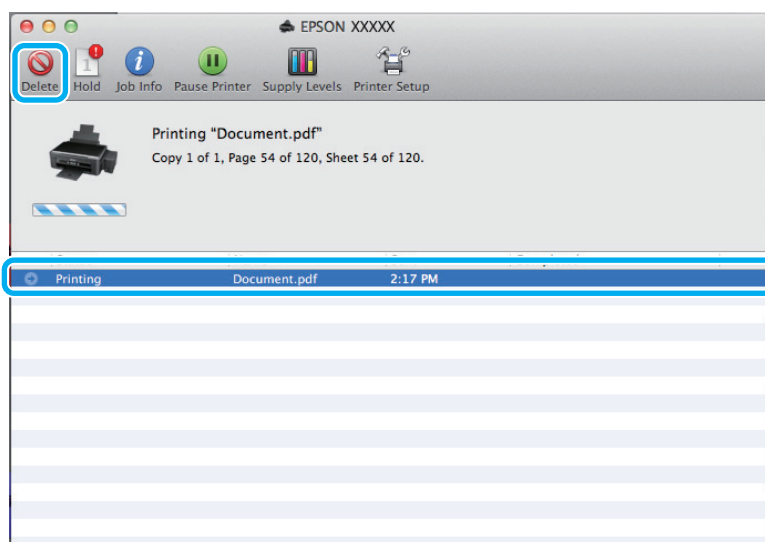 EPSON XXXXX
1
Delete Hold Job Info Pause Printer Supply Levels Printer Setup
Printing “Document.pdf”
Copy 1 of 1, Page 54 of 120, Sheet 54 of 120.
Printing Document.pdf 2:17 PM